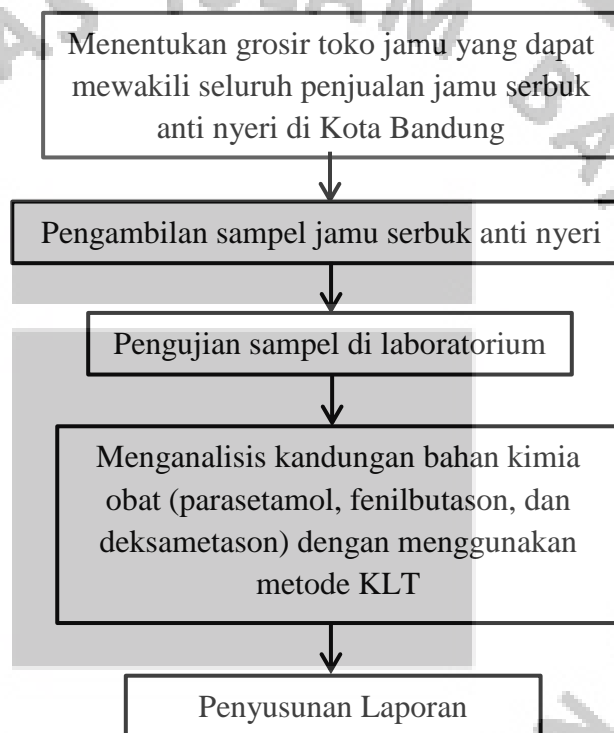 Menentukan grosir toko jamu yang dapat
mewakili seluruh penjualan jamu serbuk
anti nyeri di Kota Bandung
Pengambilan sampel jamu serbuk anti nyeri
Pengujian sampel di laboratorium
Menganalisis kandungan bahan kimia
obat (parasetamol, fenilbutason, dan
deksametason) dengan menggunakan
metode KLT
Penyusunan Laporan